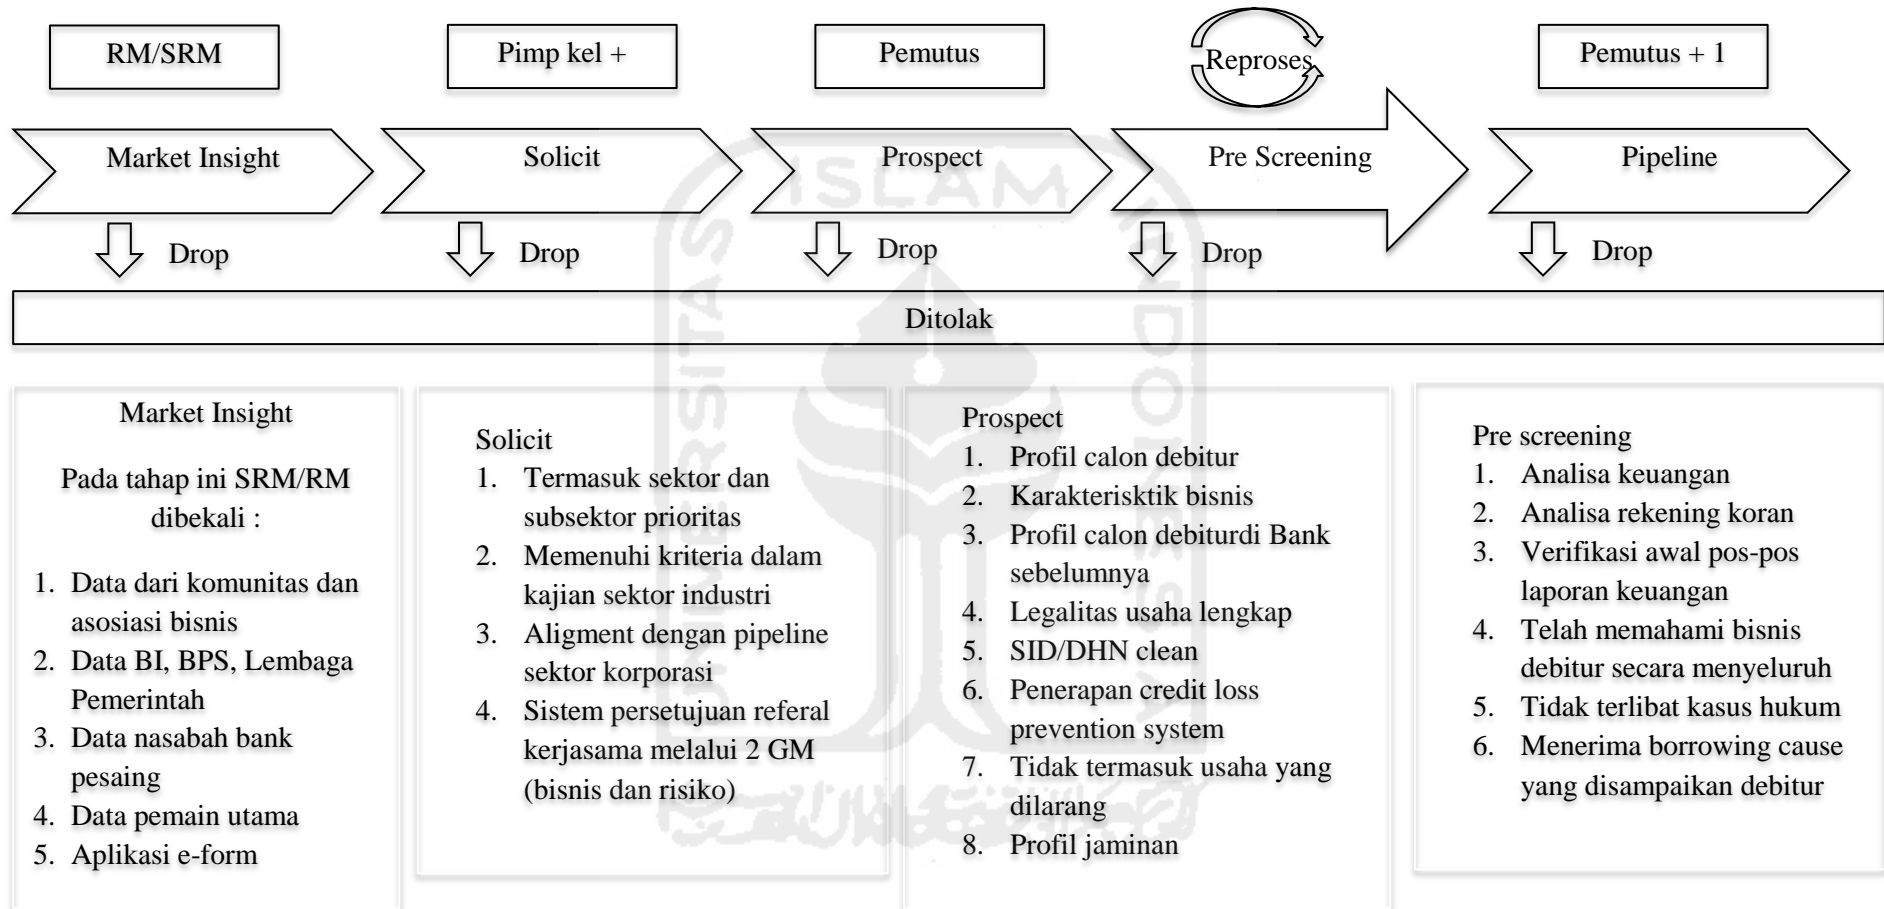 RM/SRM
Pimp kel +
Pemutus
Reproses
Pemutus + 1
Market Insight
Solicit
Prospect
Pre Screening
Pipeline
Drop
Drop
Drop
Drop
Drop
Ditolak
Market Insight
Pada tahap ini SRM/RM
dibekali :
1. Data dari komunitas dan
asosiasi bisnis
2. Data BI, BPS, Lembaga
Pemerintah
3. Data nasabah bank
pesaing
4. Data pemain utama
5. Aplikasi e-form
Solicit
1. Termasuk sektor dan
subsektor prioritas
2. Memenuhi kriteria dalam
kajian sektor industri
3. Aligment dengan pipeline
sektor korporasi
4. Sistem persetujuan referal
kerjasama melalui 2 GM
(bisnis dan risiko)
Prospect
1. Profil calon debitur
2. Karakterisktik bisnis
3. Profil calon debiturdi Bank
sebelumnya
4. Legalitas usaha lengkap
5. SID/DHN clean
6. Penerapan credit loss
prevention system
7. Tidak termasuk usaha yang
dilarang
8. Profil jaminan
Pre screening
1. Analisa keuangan
2. Analisa rekening koran
3. Verifikasi awal pos-pos
laporan keuangan
4. Telah memahami bisnis
debitur secara menyeluruh
5. Tidak terlibat kasus hukum
6. Menerima borrowing cause
yang disampaikan debitur
UNIVERSITAS
ISLAM
INDONESIA